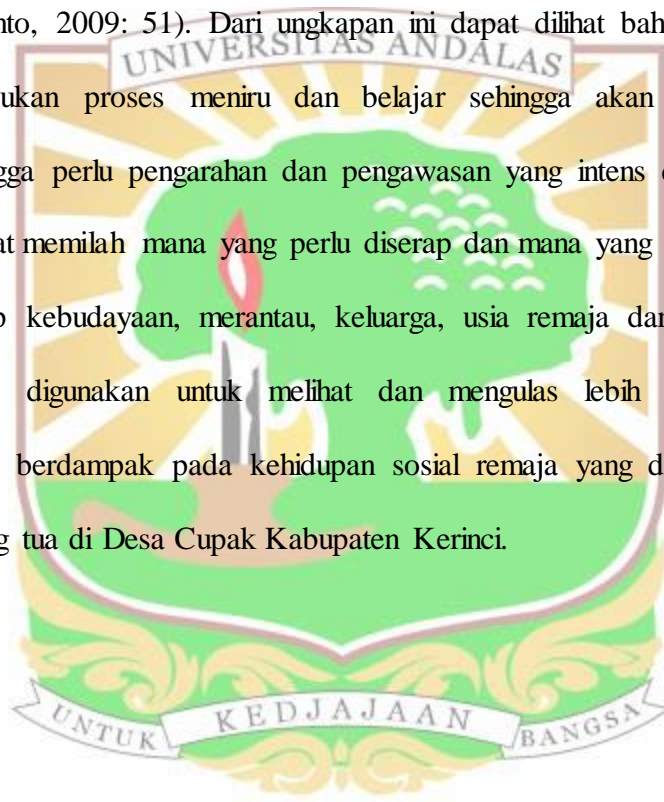 nto, 2009: 51). Dari ungkapan ini dapat dilihat bah
UNIVERSITAS ANDALAS
ukan proses meniru dan belajar sehingga akan
gga perlu pengarahan dan pengawasan yang intens
at memilah mana yang perlu diserap dan mana yang
kebudayaan, merantau, keluarga, usia remaja dan
digunakan untuk melihat dan mengulas lebih
berdampak pada kehidupan sosial remaja yang d
g tua di Desa Cupak Kabupaten Kerinci.
UNTUK KEDJAJAAN BANGSA